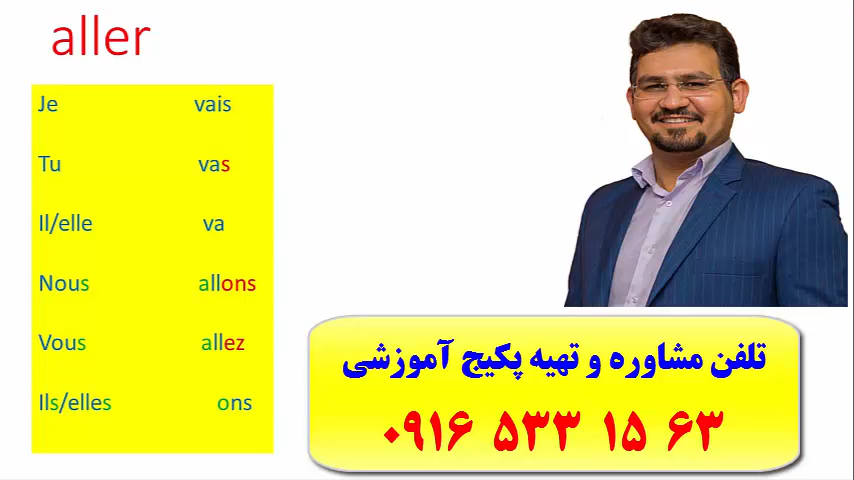 aller
Je vais
Tu vas
Il/elle va
Nous allons
Vous allez
Ils/elles ons
تلفن مشاوره و تهیه پکیج آموزشی
۰۹۱۶ ۵۳۳ ۱۵ ۶۳